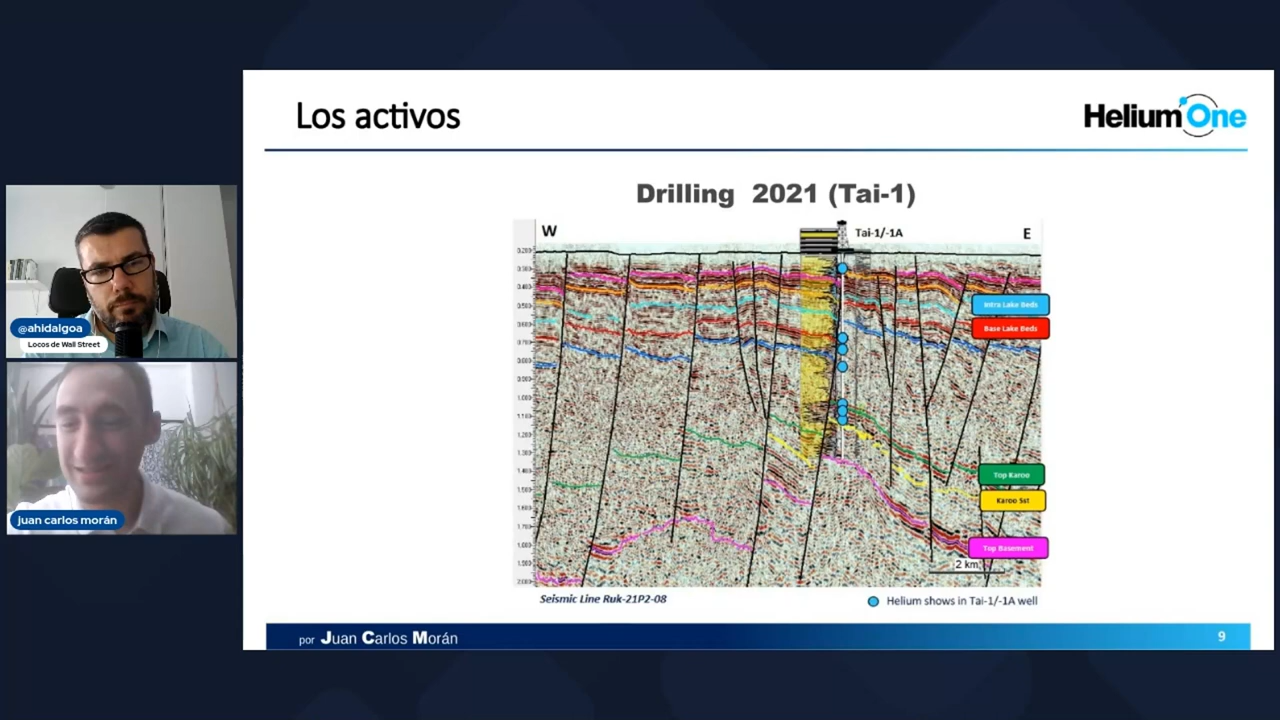 Los activos
Helium One
Drilling 2021 (Tai-1)
W
Tai-1/-1A
E
Intra Lake Beds
Base Lake Beds
Top Karoo
Karoo Sst
Top Basement
2 km
Seismic Line Ruk-21P2-08
Helium shows in Tai-1/-1A well
por Juan Carlos Morán
9
@ahidalgoa
Locos de Wall Street
juan carlos morán